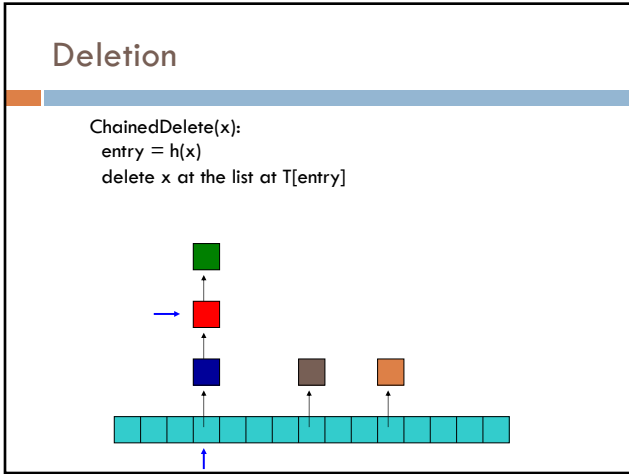 Deletion
ChainedDelete(x):
entry = h(x)
delete x at the list at T[entry]